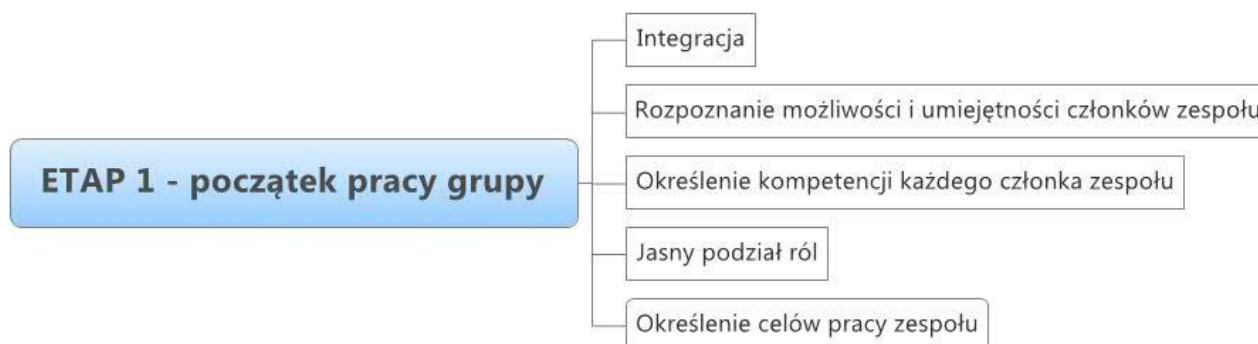 Integracja
Rozpoznanie możliwości i umiejętności członków zespołu
ETAP 1 - początek pracy grupy
Określenie kompetencji każdego członka zespołu
Jasny podział ról
Określenie celów pracy zespołu